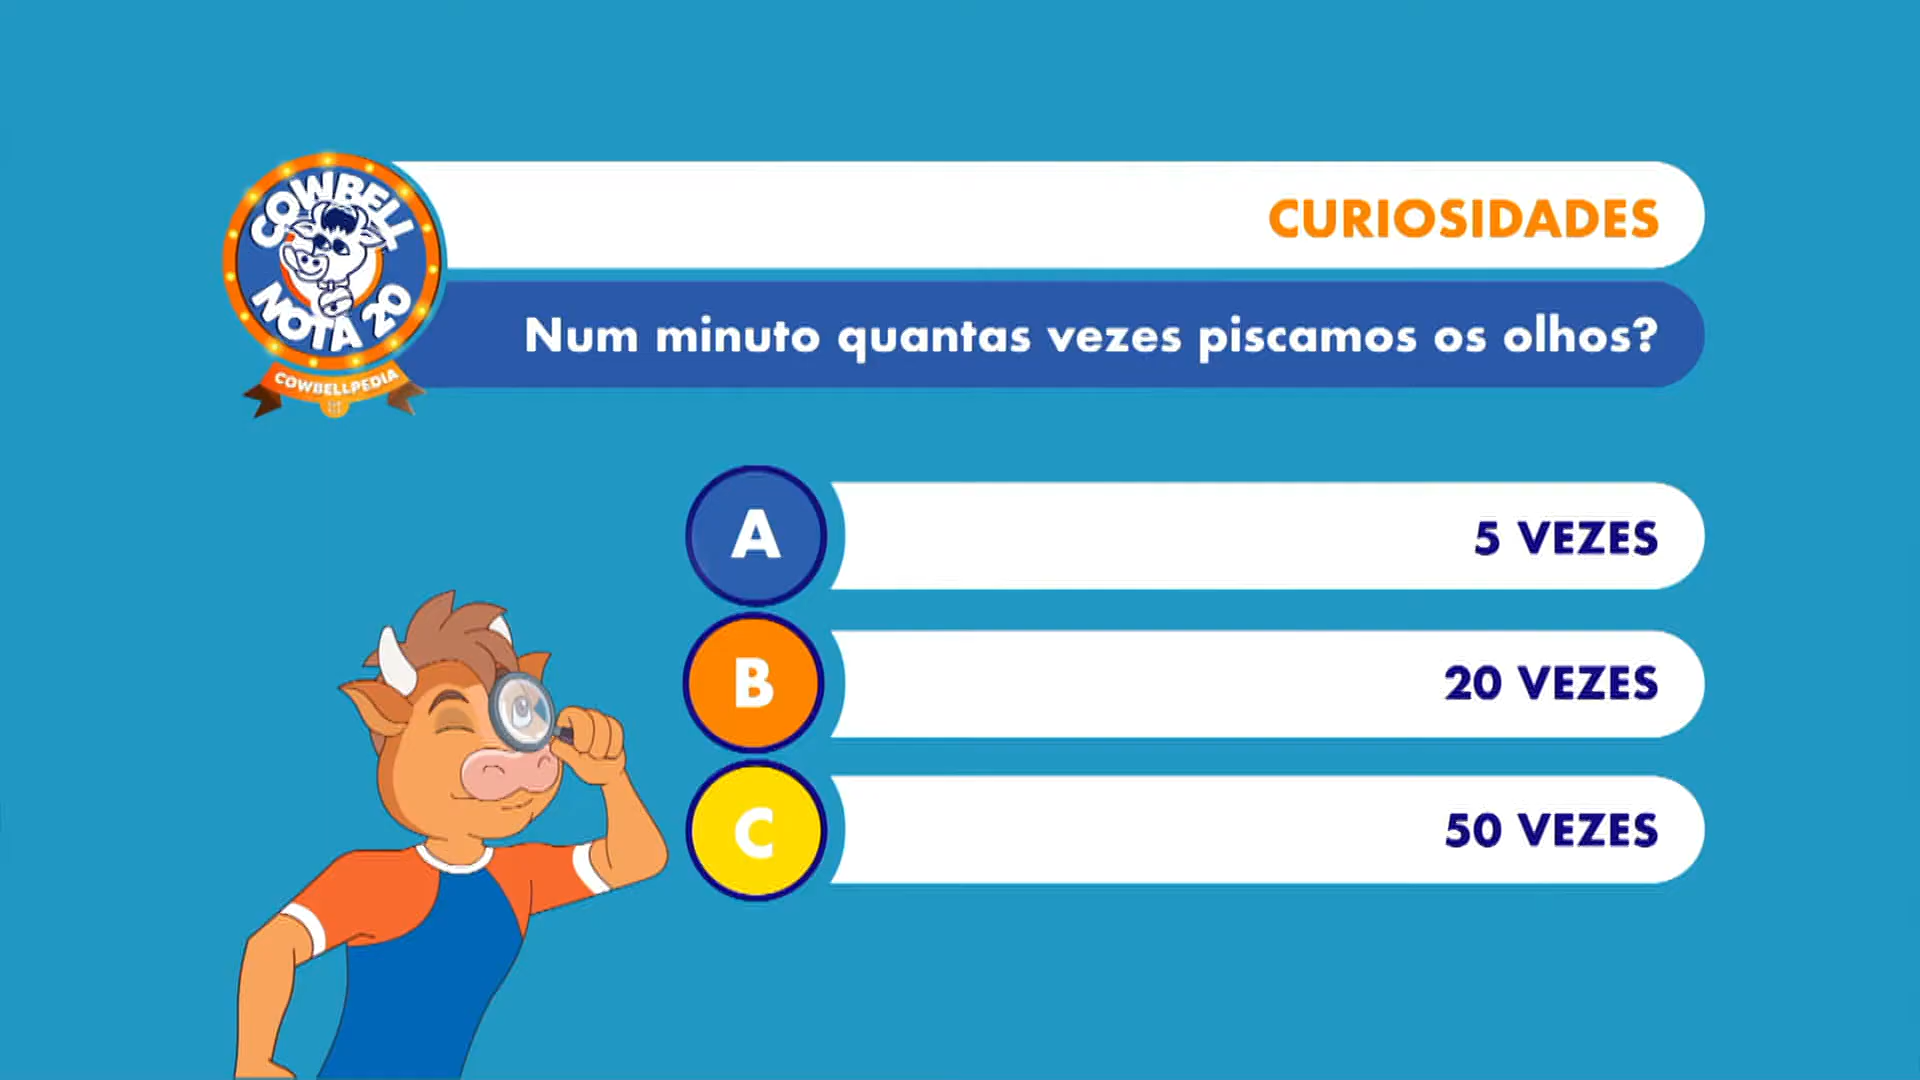 COWBELL
NOTA 20
COWBELLPEDIA
CURIOSIDADES
Num minuto quantas vezes piscamos os olhos?
A
5 VEZES
B
20 VEZES
C
50 VEZES